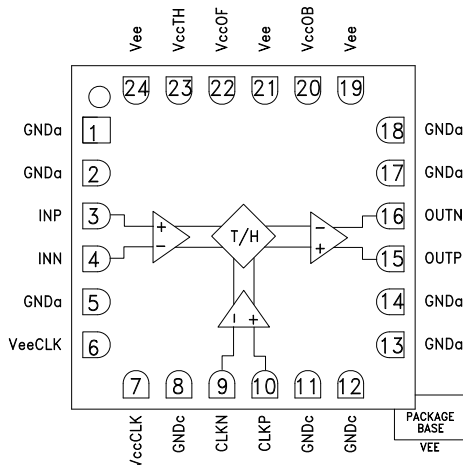 Vee VccTH VccOF Vee VccOB Vee
24 23 22 21 20 19
GNDa 1 18 GNDa
GNDa 2 17 GNDa
INP 3 + T/H − 16 OUTN
INN 4 − + 15 OUTP
GNDa 5 14 GNDa
VeeCLK 6 − + 13 GNDa
7 8 9 10 11 12
VccCLK GNDc CLKN CLKP GNDc GNDc
PACKAGE
BASE
VEE